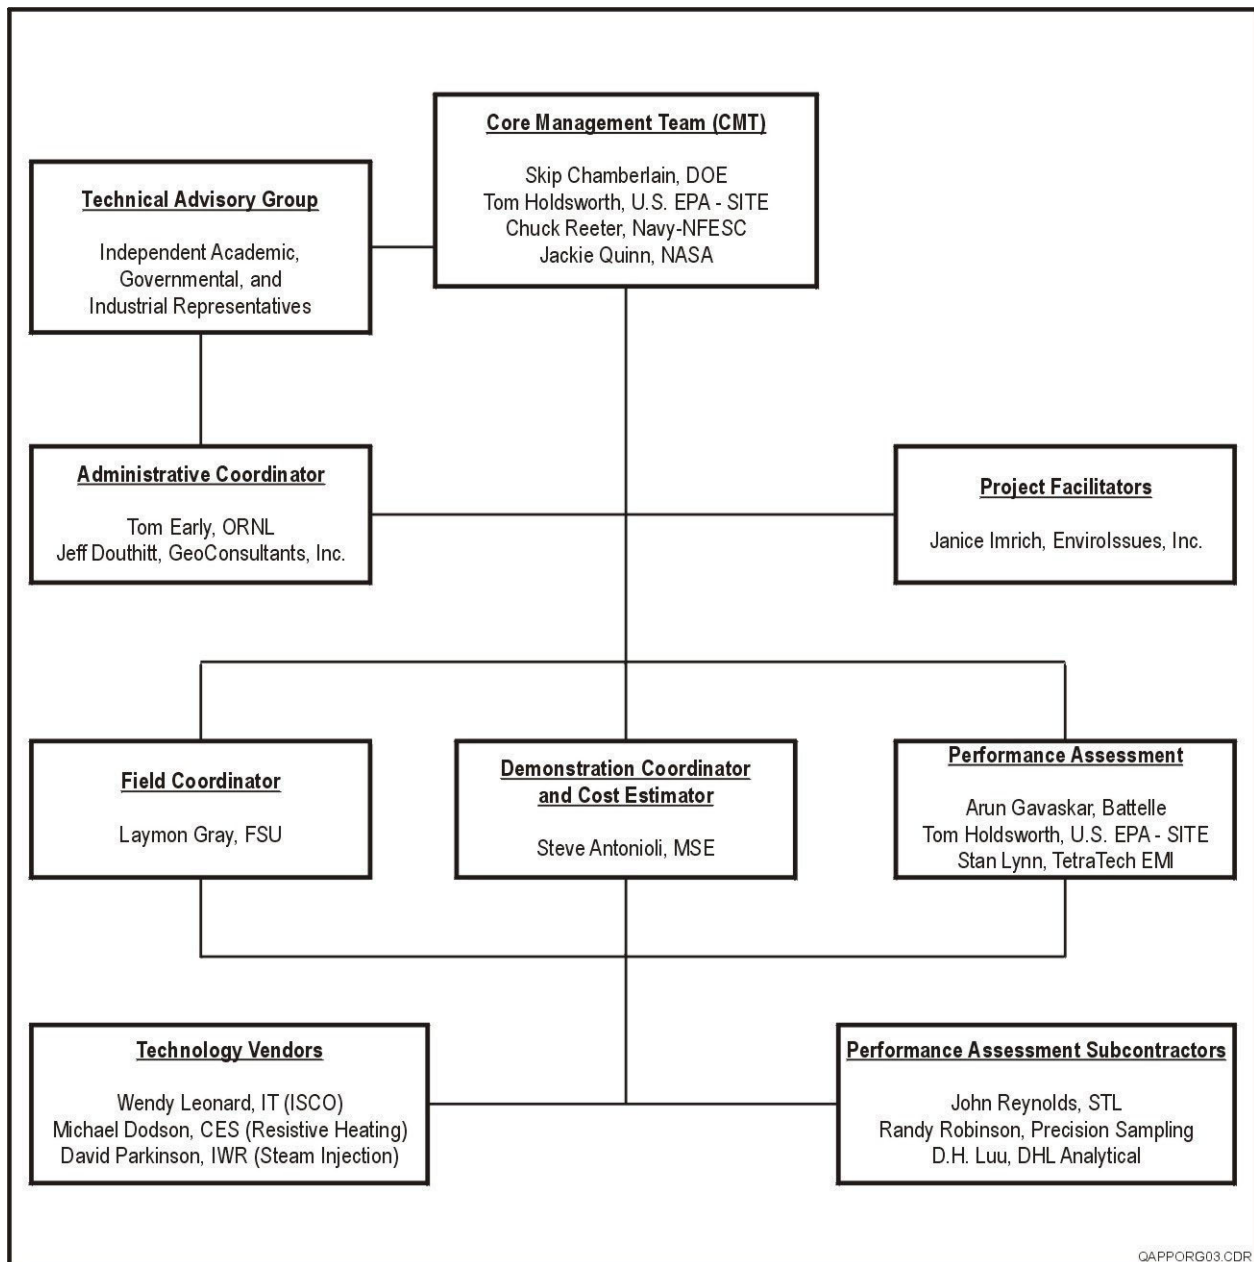 Core Management Team (CMT)
Skip Chamberlain, DOE
Tom Holdsworth, U.S. EPA - SITE
Chuck Reeter, Navy-NFESC
Jackie Quinn, NASA
Technical Advisory Group
Independent Academic,
Governmental, and
Industrial Representatives
Administrative Coordinator
Tom Early, ORNL
Jeff Douthitt, GeoConsultants, Inc.
Project Facilitators
Janice Imrich, EnviroIssues, Inc.
Field Coordinator
Laymon Gray, FSU
Demonstration Coordinator
and Cost Estimator
Steve Antonioli, MSE
Performance Assessment
Arun Gavaskar, Battelle
Tom Holdsworth, U.S. EPA - SITE
Stan Lynn, TetraTech EMI
Technology Vendors
Wendy Leonard, IT (ISCO)
Michael Dodson, CES (Resistive Heating)
David Parkinson, IWR (Steam Injection)
Performance Assessment Subcontractors
John Reynolds, STL
Randy Robinson, Precision Sampling
D.H. Luu, DHL Analytical
QAPPORG03.CDR